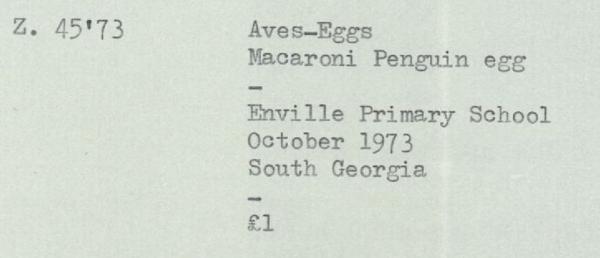 Z. 45'73
Aves-Eggs
Macaroni Penguin egg
-
Enville Primary School
October 1973
South Georgia
-
£1